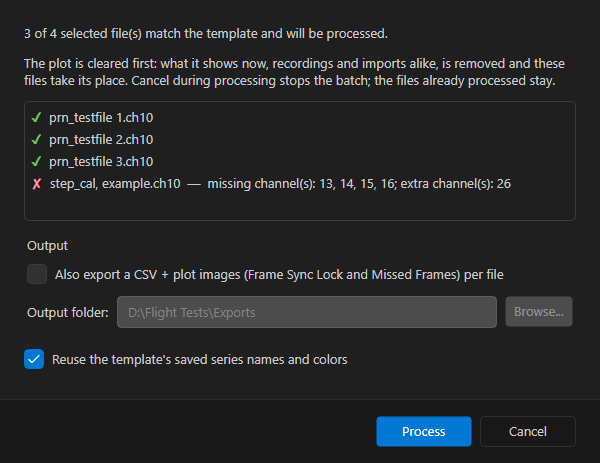 3 of 4 selected file(s) match the template and will be processed.
The plot is cleared first: what it shows now, recordings and imports alike, is removed and these
files take its place. Cancel during processing stops the batch; the files already processed stay.
✓ prn_testfile 1.ch10
✓ prn_testfile 2.ch10
✓ prn_testfile 3.ch10
✗ step_cal, example.ch10 — missing channel(s): 13, 14, 15, 16; extra channel(s): 26
Output
Also export a CSV + plot images (Frame Sync Lock and Missed Frames) per file
Output folder: D:\Flight Tests\Exports Browse...
Reuse the template's saved series names and colors
Process Cancel